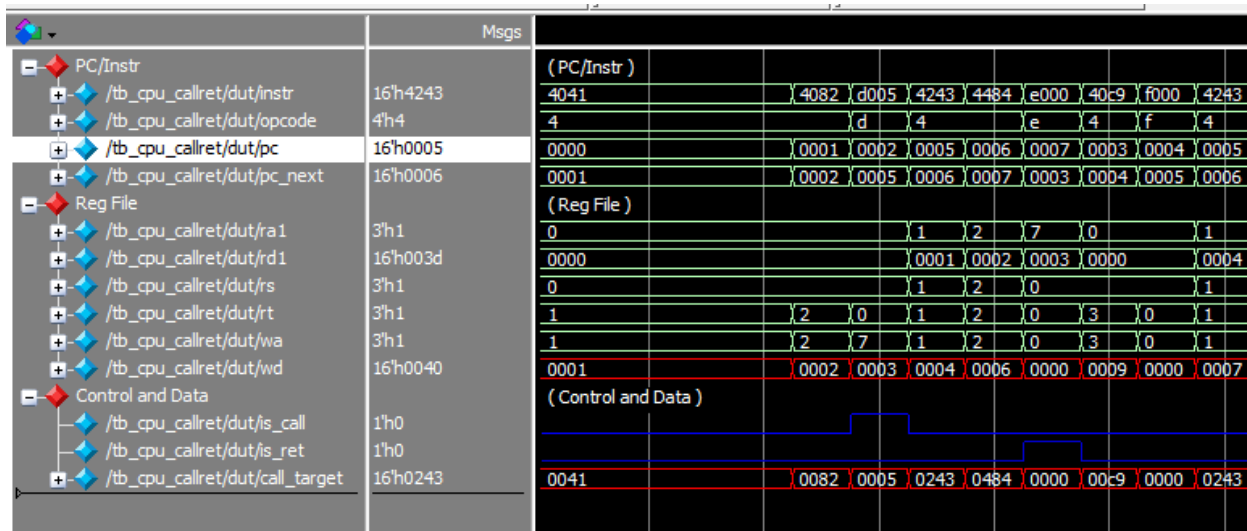 Msgs
PC/Instr (PC/Instr)
/tb_cpu_callret/dut/instr 16'h4243 4041 4082 d005 4243 4484 e000 40c9 f000 4243
/tb_cpu_callret/dut/opcode 4'h4 4 d 4 e 4 f 4
/tb_cpu_callret/dut/pc 16'h0005 0000 0001 0002 0005 0006 0007 0003 0004 0005
/tb_cpu_callret/dut/pc_next 16'h0006 0001 0002 0005 0006 0007 0003 0004 0005 0006
Reg File (Reg File)
/tb_cpu_callret/dut/ra1 3'h1 0 1 2 7 0 1
/tb_cpu_callret/dut/rd1 16'h003d 0000 0001 0002 0003 0000 0004
/tb_cpu_callret/dut/rs 3'h1 0 1 2 0 1
/tb_cpu_callret/dut/rt 3'h1 1 2 0 1 2 0 3 0 1
/tb_cpu_callret/dut/wa 3'h1 1 2 7 1 2 0 3 0 1
/tb_cpu_callret/dut/wd 16'h0040 0001 0002 0003 0004 0006 0000 0009 0000 0007
Control and Data (Control and Data)
/tb_cpu_callret/dut/is_call 1'h0
/tb_cpu_callret/dut/is_ret 1'h0
/tb_cpu_callret/dut/call_target 16'h0243 0041 0082 0005 0243 0484 0000 00c9 0000 0243